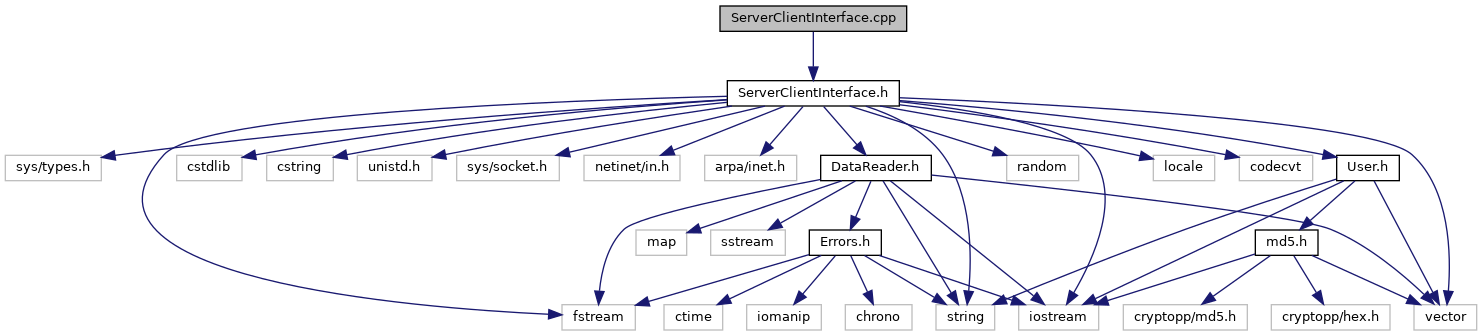 ServerClientInterface.cpp
ServerClientInterface.h
sys/types.h
cstdlib
cstring
unistd.h
sys/socket.h
netinet/in.h
arpa/inet.h
DataReader.h
random
locale
codecvt
User.h
map
sstream
Errors.h
md5.h
fstream
ctime
iomanip
chrono
string
iostream
cryptopp/md5.h
cryptopp/hex.h
vector